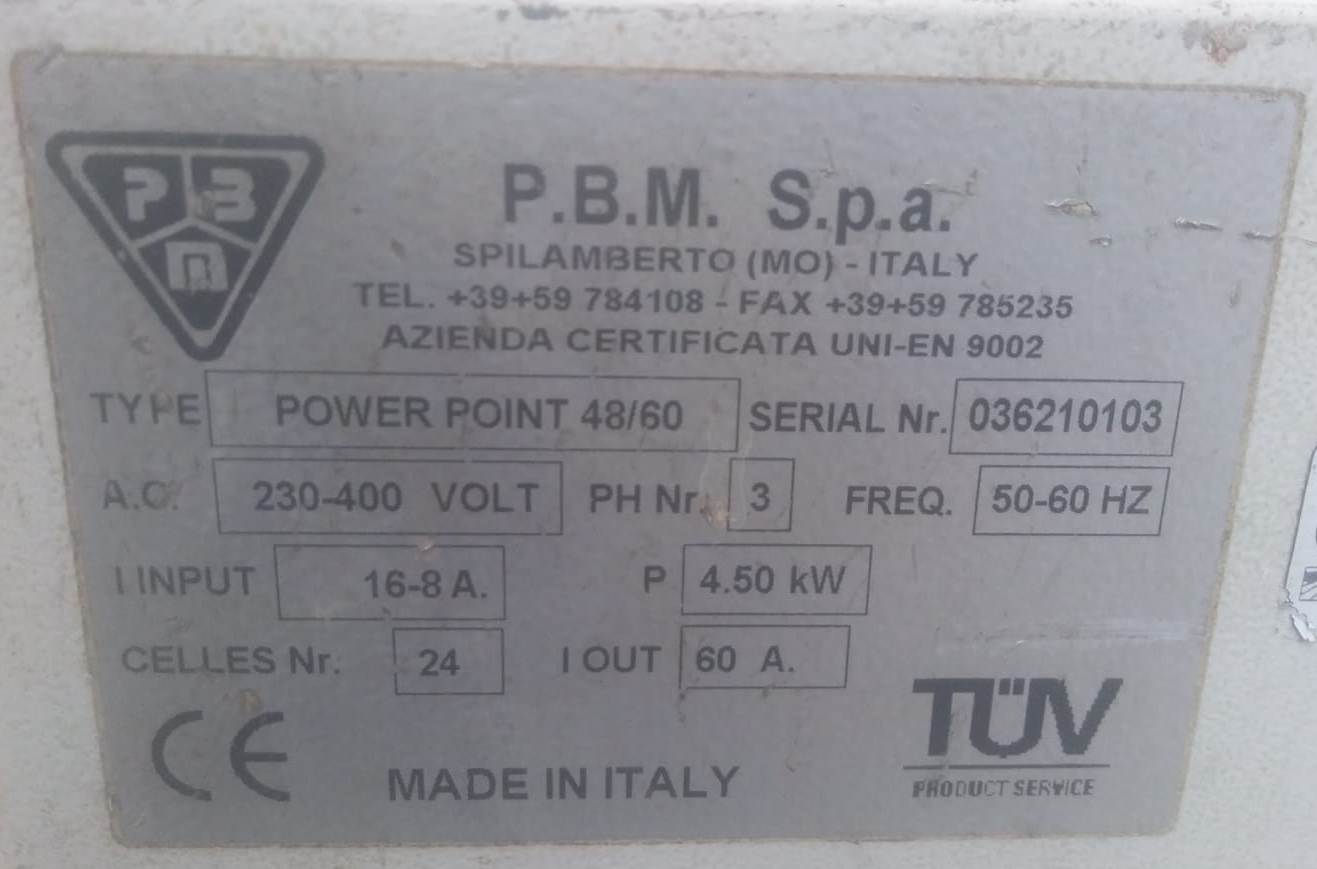 P B M
P.B.M. S.p.a.
SPILAMBERTO (MO) - ITALY
TEL. +39+59 784108 - FAX +39+59 785235
AZIENDA CERTIFICATA UNI-EN 9002
TYPE POWER POINT 48/60 SERIAL Nr. 036210103
A.C. 230-400 VOLT PH Nr. 3 FREQ. 50-60 HZ
I INPUT 16-8 A. P 4.50 kW
CELLES Nr. 24 I OUT 60 A.
CE MADE IN ITALY TÜV
PRODUCT SERVICE